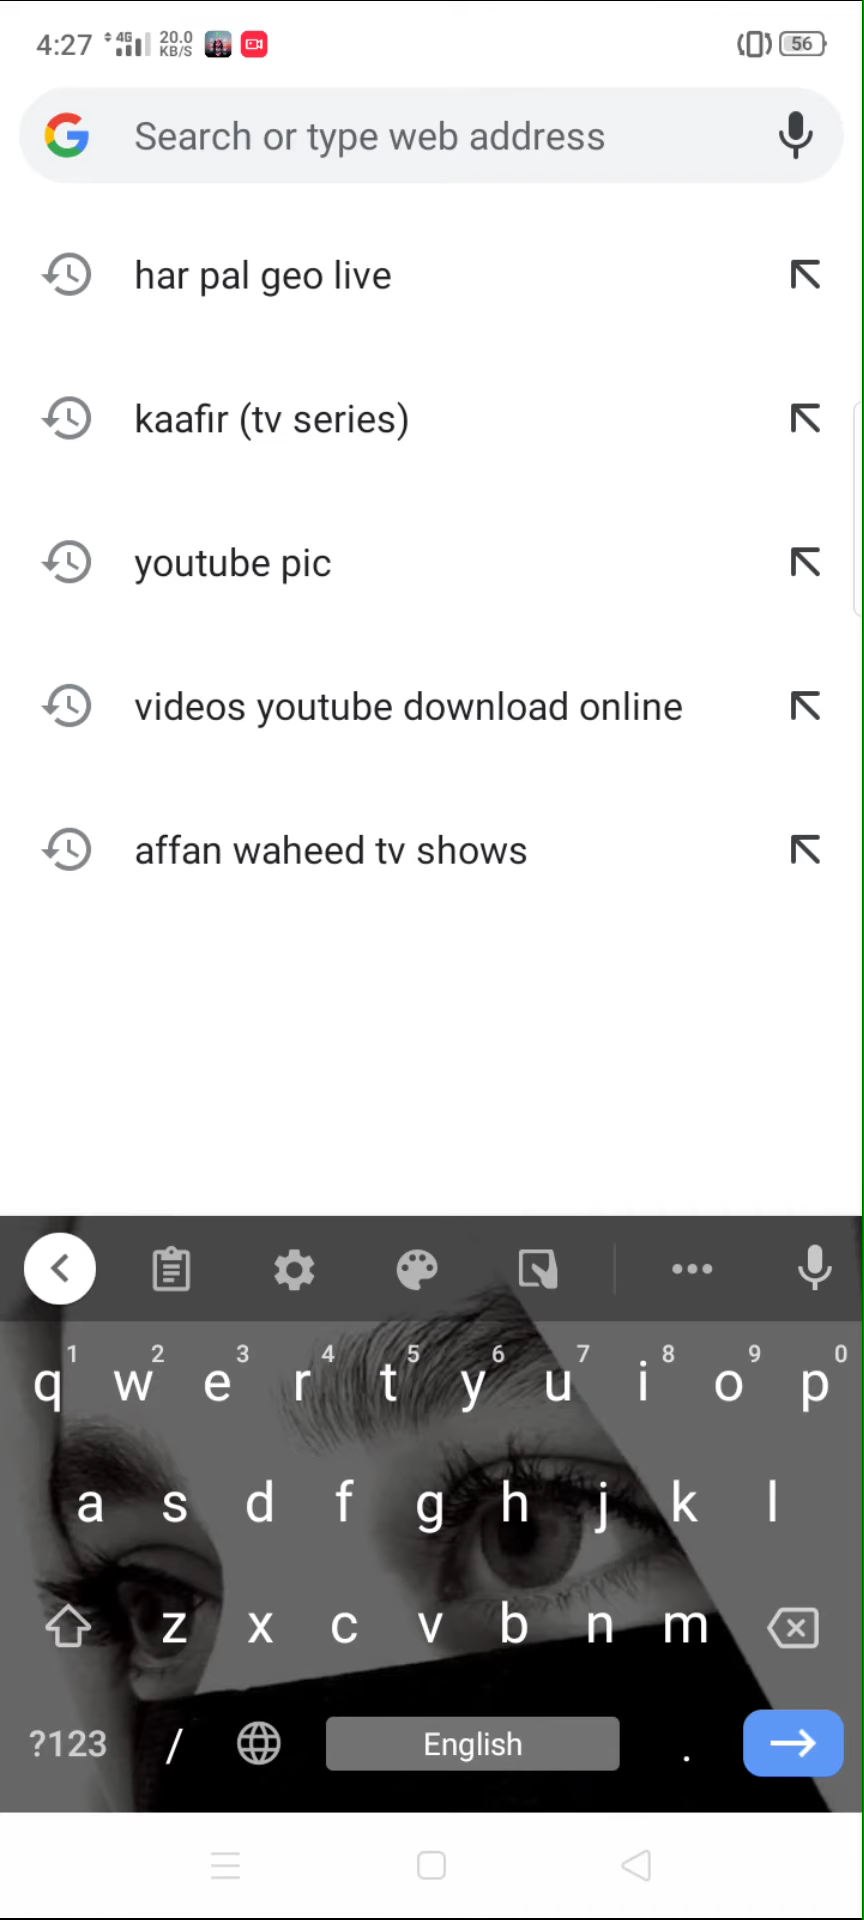 4:27 4G 20.0 KB/S 56
Search or type web address
har pal geo live
kaafir (tv series)
youtube pic
videos youtube download online
affan waheed tv shows
1 2 3 4 5 6 7 8 9 0
q w e r t y u i o p
a s d f g h j k l
z x c v b n m
?123 / English .